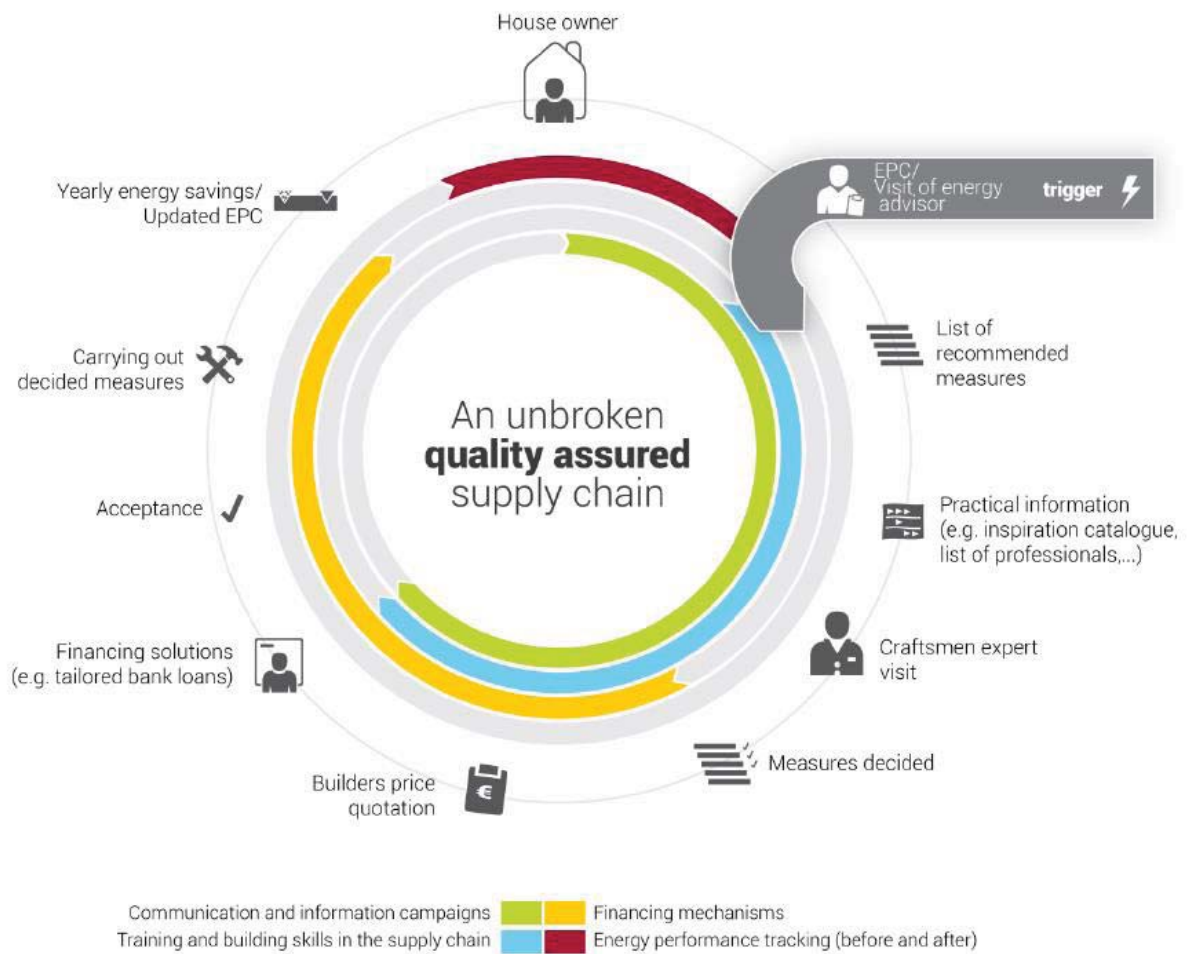 House owner
EPC/
Visit of energy
advisor
trigger
List of
recommended
measures
Practical information
(e.g. inspiration catalogue,
list of professionals,...)
Craftsmen expert
visit
Measures decided
Builders price
quotation
€
Financing solutions
(e.g. tailored bank loans)
Acceptance
Carrying out
decided measures
Yearly energy savings/
Updated EPC
An unbroken
quality assured
supply chain
Communication and information campaigns
Financing mechanisms
Training and building skills in the supply chain
Energy performance tracking (before and after)